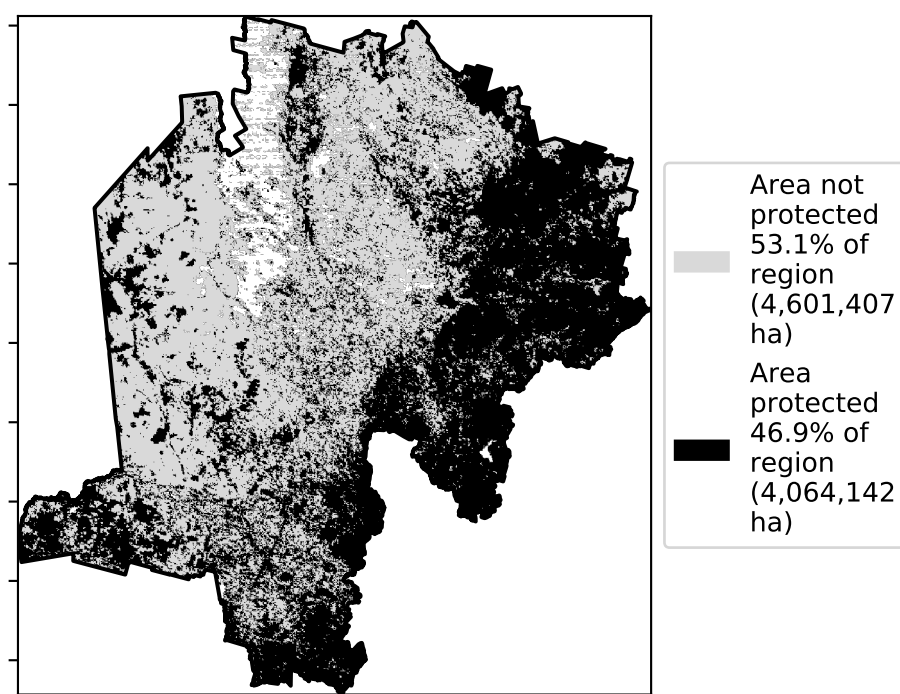 Area not
protected
53.1% of
region
(4,601,407
ha)
Area
protected
46.9% of
region
(4,064,142
ha)